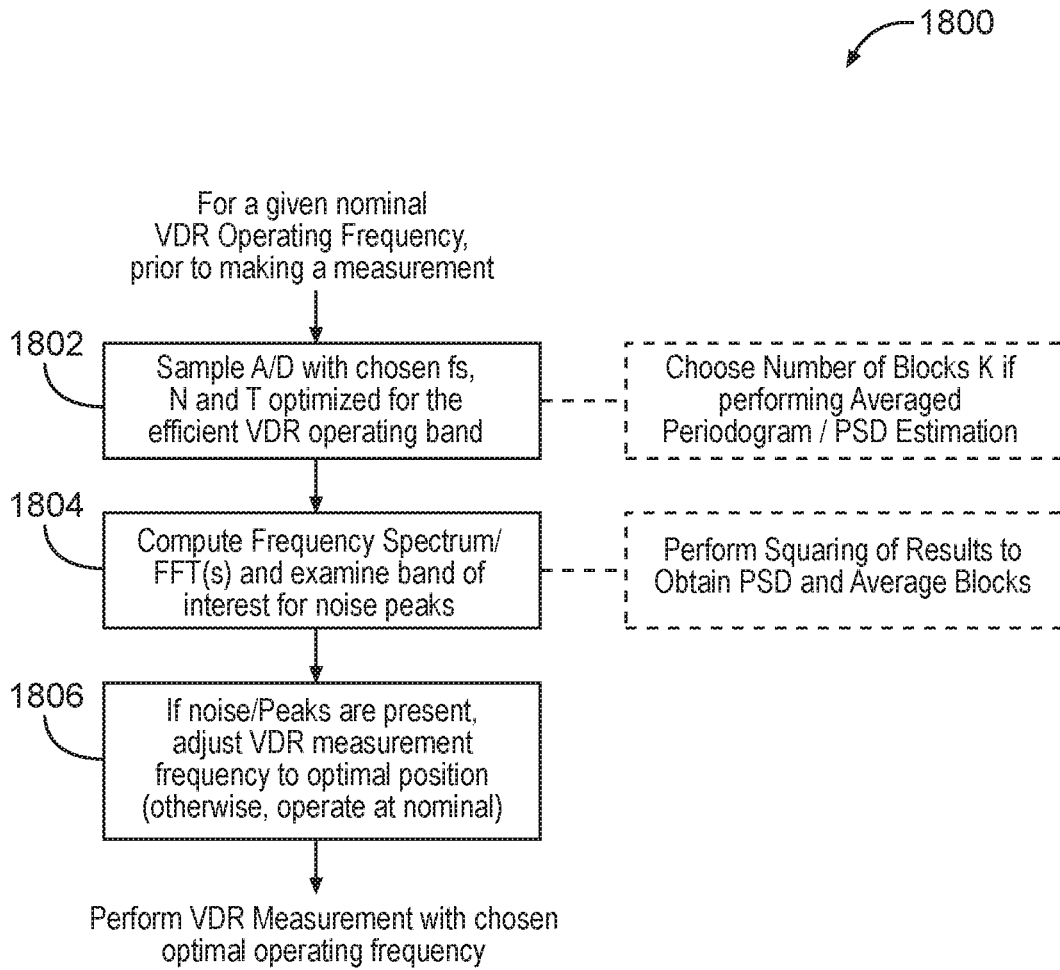 1800
For a given nominal
VDR Operating Frequency,
prior to making a measurement
1802
Sample A/D with chosen fs,
N and T optimized for the
efficient VDR operating band
Choose Number of Blocks K if
performing Averaged
Periodogram / PSD Estimation
1804
Compute Frequency Spectrum/
FFT(s) and examine band of
interest for noise peaks
Perform Squaring of Results to
Obtain PSD and Average Blocks
1806
If noise/Peaks are present,
adjust VDR measurement
frequency to optimal position
(otherwise, operate at nominal)
Perform VDR Measurement with chosen
optimal operating frequency